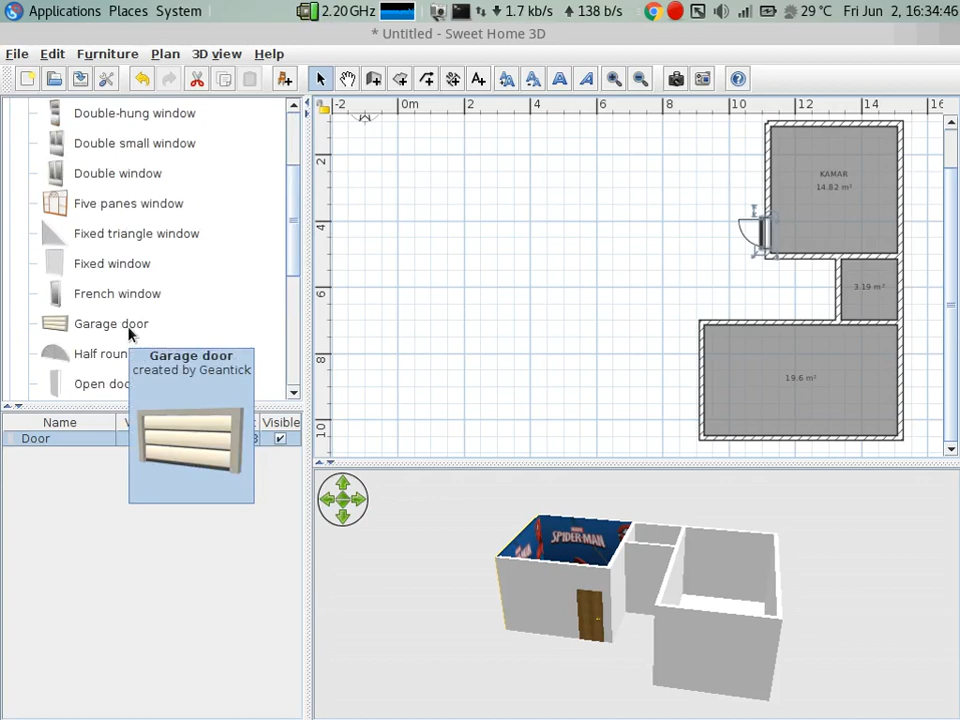 Applications Places System 2.20 GHz 1.7 kb/s 138 b/s 29 °C Fri Jun 2, 16:34:46
* Untitled - Sweet Home 3D
File Edit Furniture Plan 3D view Help
-2 0m 2 4 6 8 10 12 14 16
Double-hung window
Double small window
Double window
Five panes window
Fixed triangle window
Fixed window
French window
Garage door
Half roun
Open doo
Garage door
created by Geantick
Name Visible
Door
2
4
6
8
10
KAMAR
14.82 m²
3.19 m²
19.6 m²
SPIDER-MAN